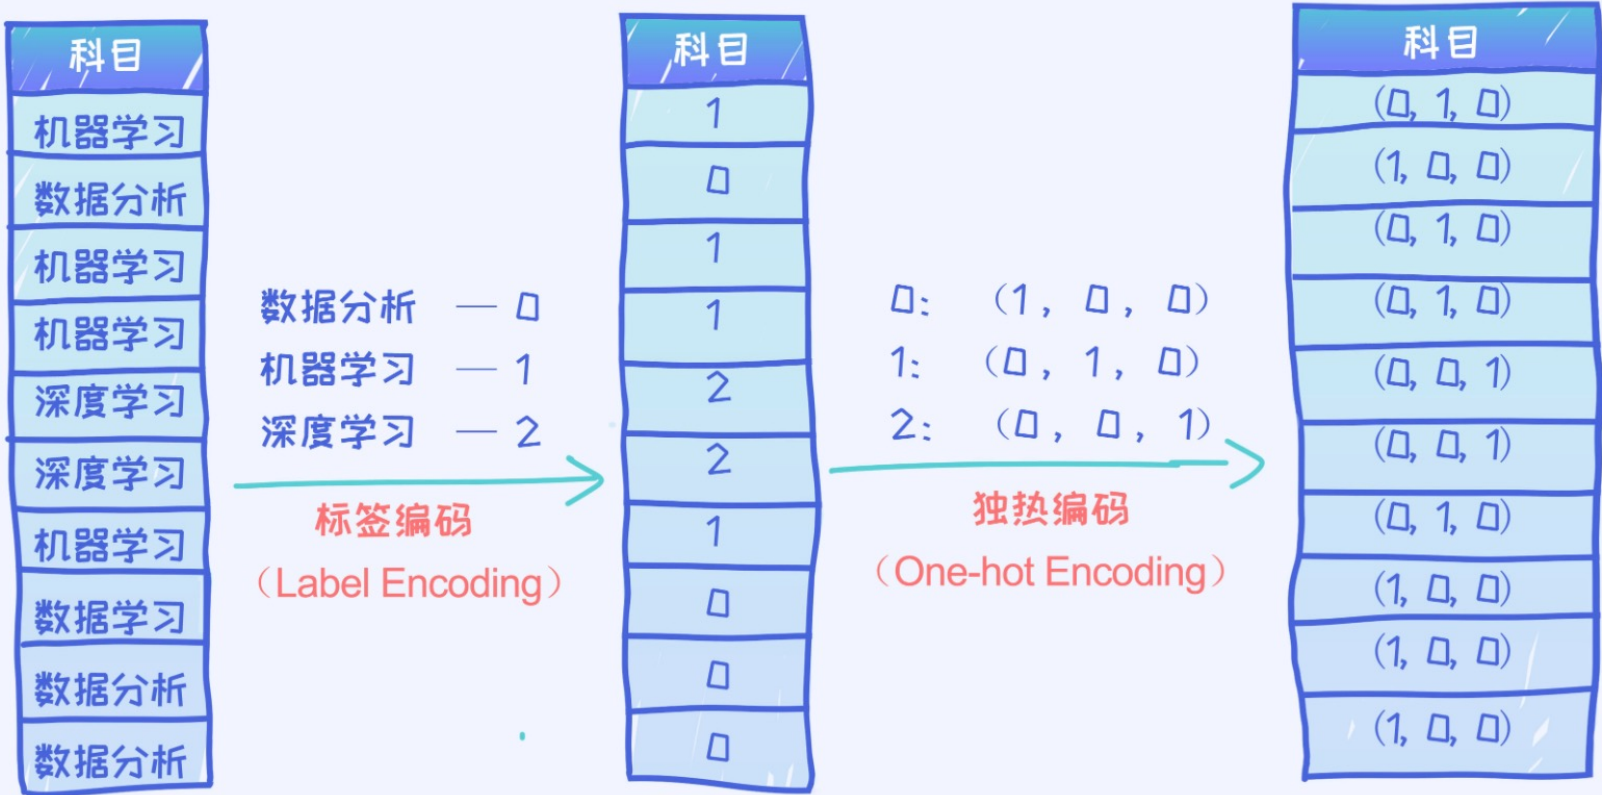 科目
机器学习
数据分析
机器学习
机器学习
深度学习
深度学习
机器学习
数据学习
数据分析
数据分析
数据分析 — 0
机器学习 — 1
深度学习 — 2
标签编码
（Label Encoding）
科目
1
0
1
1
2
2
1
0
0
0
0: （1, 0, 0）
1: （0, 1, 0）
2: （0, 0, 1）
独热编码
（One-hot Encoding）
科目
(0, 1, 0)
(1, 0, 0)
(0, 1, 0)
(0, 1, 0)
(0, 0, 1)
(0, 0, 1)
(0, 1, 0)
(1, 0, 0)
(1, 0, 0)
(1, 0, 0)